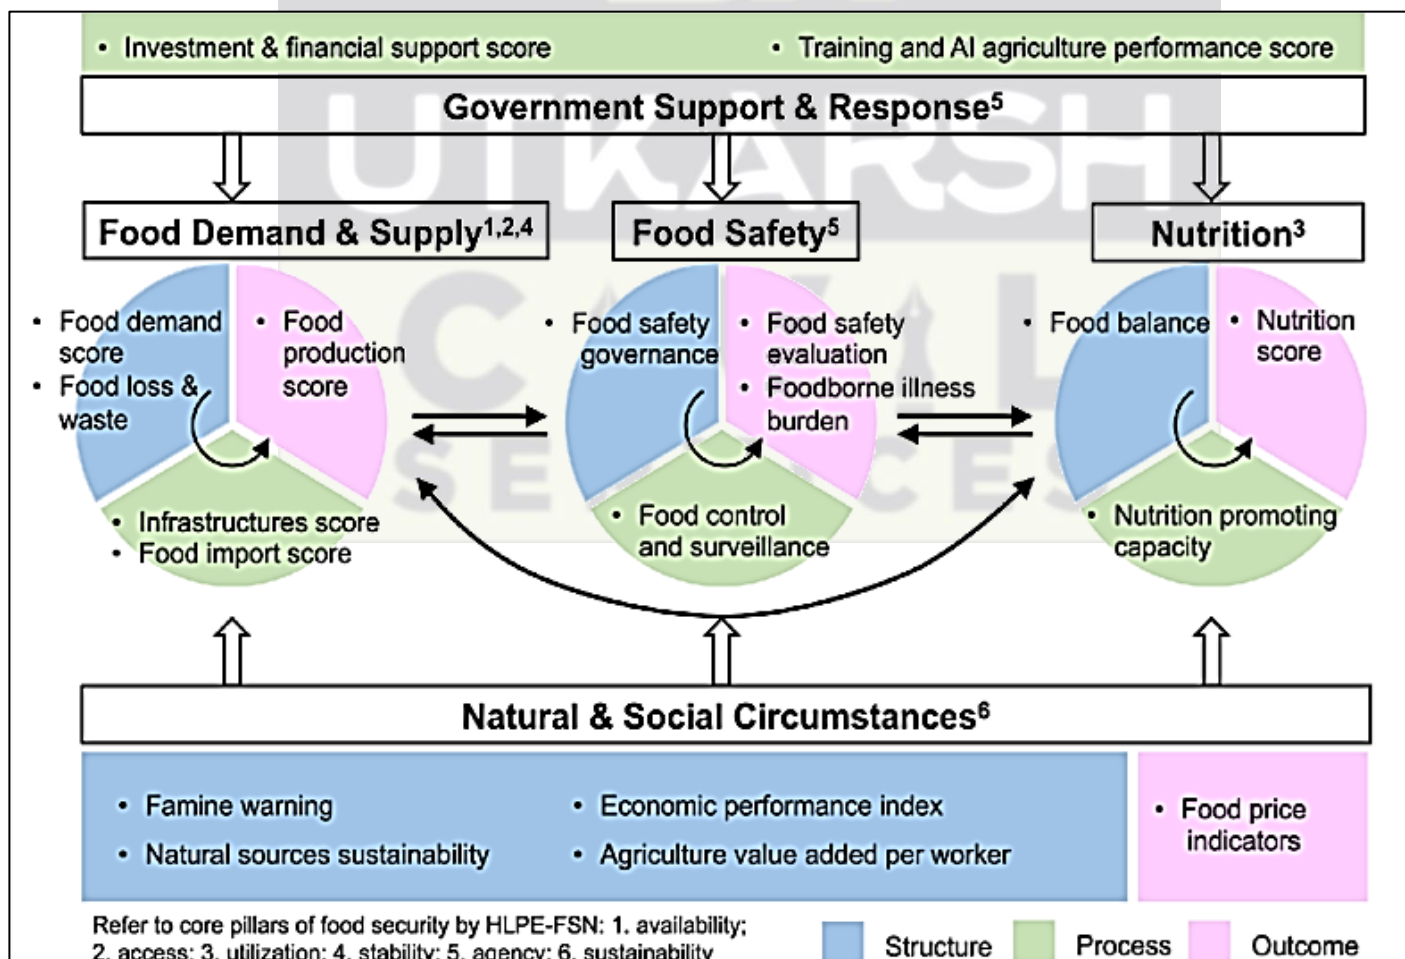 • Investment & financial support score
• Training and AI agriculture performance score
Government Support & Response⁵
UTKARSH
CIVIL
SERVICES
Food Demand & Supply¹,²,⁴
Food Safety⁵
Nutrition³
• Food demand
score
• Food loss &
waste
• Food
production
score
• Infrastructures score
• Food import score
• Food safety
governance
• Food safety
evaluation
• Foodborne illness
burden
• Food control
and surveillance
• Food balance
• Nutrition
score
• Nutrition promoting
capacity
Natural & Social Circumstances⁶
• Famine warning
• Natural sources sustainability
• Economic performance index
• Agriculture value added per worker
• Food price
indicators
Refer to core pillars of food security by HLPE-FSN: 1. availability;
2. access; 3. utilization; 4. stability; 5. agency; 6. sustainability
Structure
Process
Outcome